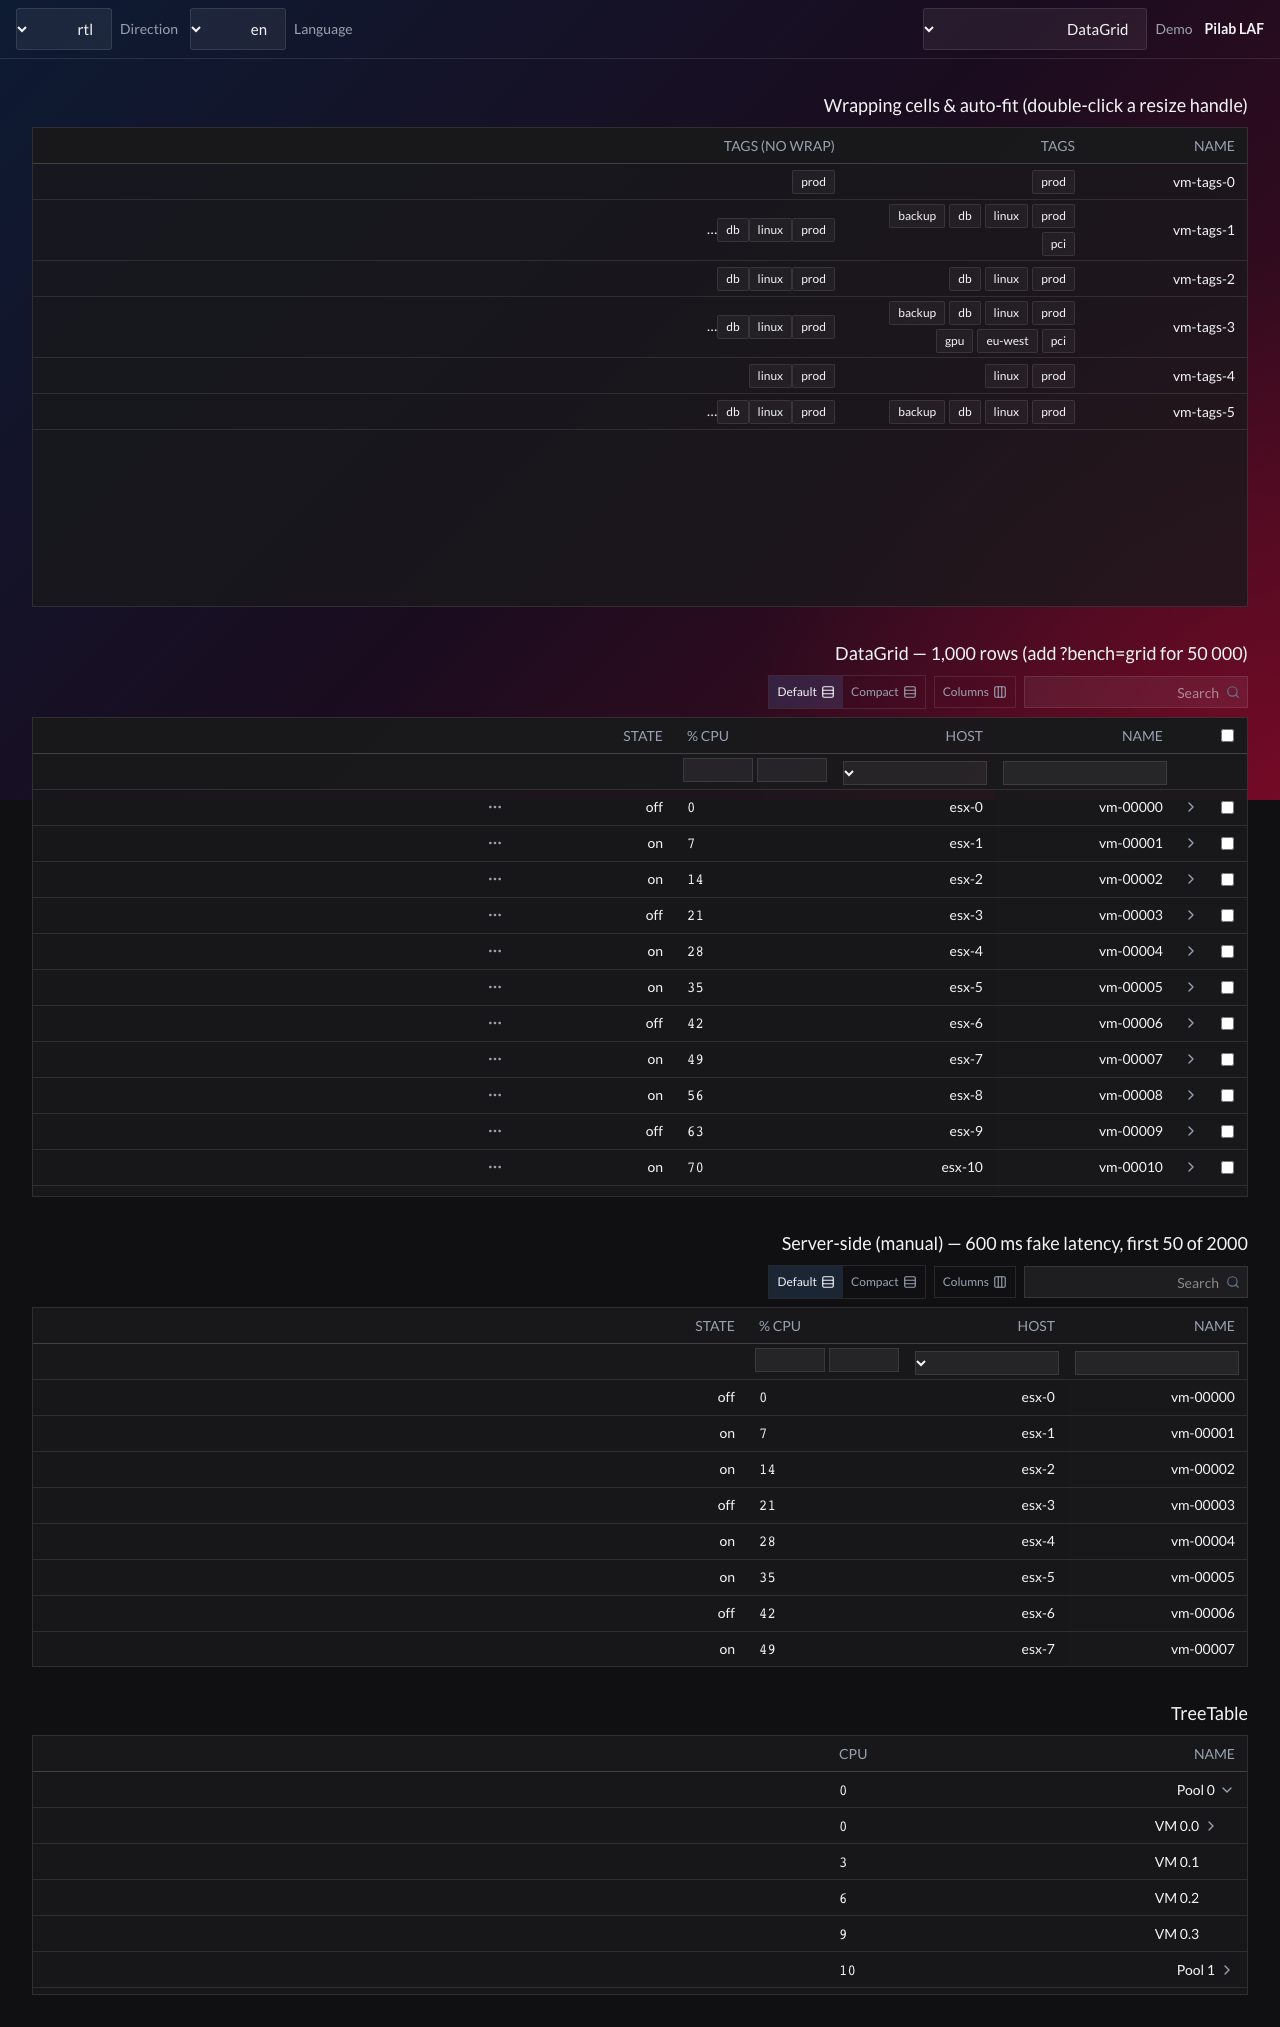 Pilab LAF Demo DataGrid Language en Direction rtl
Wrapping cells & auto-fit (double-click a resize handle)
NAME TAGS TAGS (NO WRAP)
vm-tags-0 prod prod
vm-tags-1 prod linux db backup pci prod linux db ...
vm-tags-2 prod linux db prod linux db
vm-tags-3 prod linux db backup pci eu-west gpu prod linux db ...
vm-tags-4 prod linux prod linux
vm-tags-5 prod linux db backup prod linux db ...
DataGrid — 1,000 rows (add ?bench=grid for 50 000)
Search Columns Compact Default
NAME HOST % CPU STATE
vm-00000 esx-0 0 off
vm-00001 esx-1 7 on
vm-00002 esx-2 14 on
vm-00003 esx-3 21 off
vm-00004 esx-4 28 on
vm-00005 esx-5 35 on
vm-00006 esx-6 42 off
vm-00007 esx-7 49 on
vm-00008 esx-8 56 on
vm-00009 esx-9 63 off
vm-00010 esx-10 70 on
Server-side (manual) — 600 ms fake latency, first 50 of 2000
Search Columns Compact Default
NAME HOST % CPU STATE
vm-00000 esx-0 0 off
vm-00001 esx-1 7 on
vm-00002 esx-2 14 on
vm-00003 esx-3 21 off
vm-00004 esx-4 28 on
vm-00005 esx-5 35 on
vm-00006 esx-6 42 off
vm-00007 esx-7 49 on
TreeTable
NAME CPU
Pool 0 0
VM 0.0 0
VM 0.1 3
VM 0.2 6
VM 0.3 9
Pool 1 10